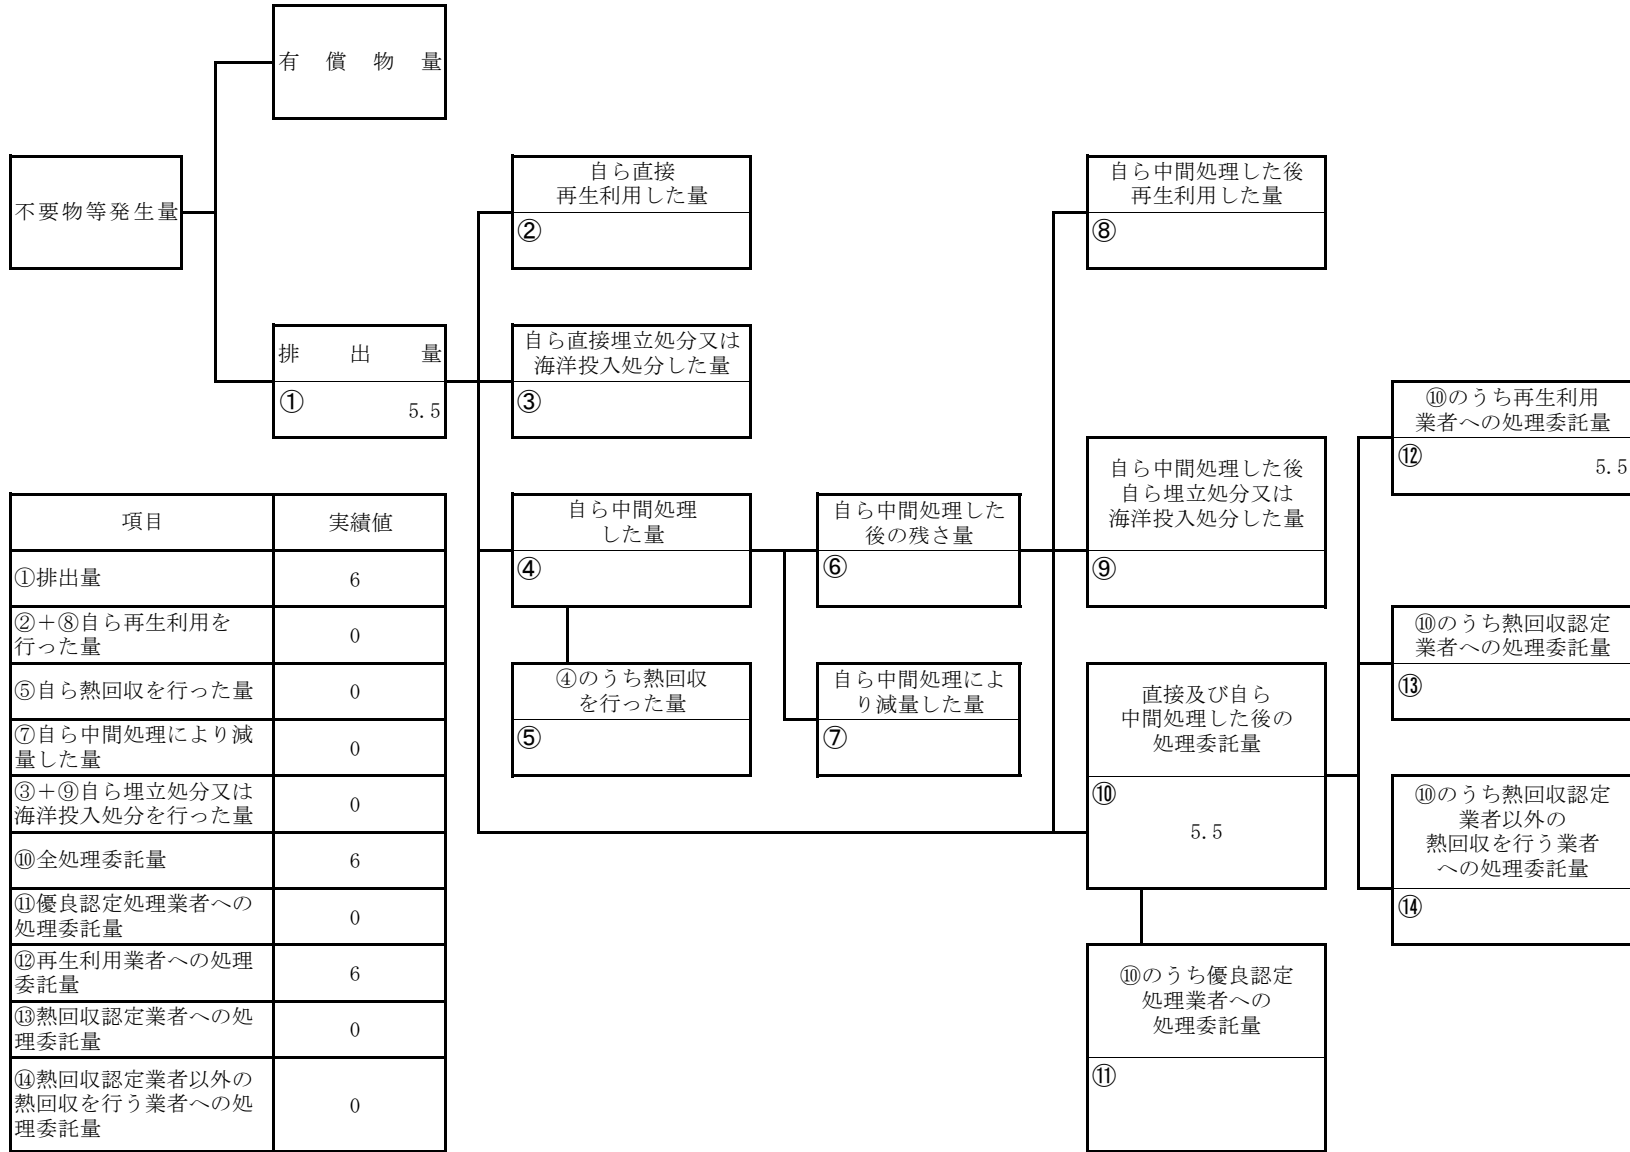 有償物量
不要物等発生量
排出量
①
5.5
自ら直接
再生利用した量
②
自ら直接埋立処分又は
海洋投入処分した量
③
自ら中間処理
した量
④
④のうち熱回収
を行った量
⑤
自ら中間処理した
後の残さ量
⑥
自ら中間処理によ
り減量した量
⑦
自ら中間処理した後
再生利用した量
⑧
自ら中間処理した後
自ら埋立処分又は
海洋投入処分した量
⑨
直接及び自ら
中間処理した後の
処理委託量
⑩
5.5
⑩のうち優良認定
処理業者への
処理委託量
⑪
⑩のうち再生利用
業者への処理委託量
⑫
5.5
⑩のうち熱回収認定
業者への処理委託量
⑬
⑩のうち熱回収認定
業者以外の
熱回収を行う業者
への処理委託量
⑭
項目 実績値
①排出量 6
②+⑧自ら再生利用を
行った量 0
⑤自ら熱回収を行った量 0
⑦自ら中間処理により減
量した量 0
③+⑨自ら埋立処分又は
海洋投入処分を行った量 0
⑩全処理委託量 6
⑪優良認定処理業者への
処理委託量 0
⑫再生利用業者への処理
委託量 6
⑬熱回収認定業者への処
理委託量 0
⑭熱回収認定業者以外の
熱回収を行う業者への処 0
理委託量